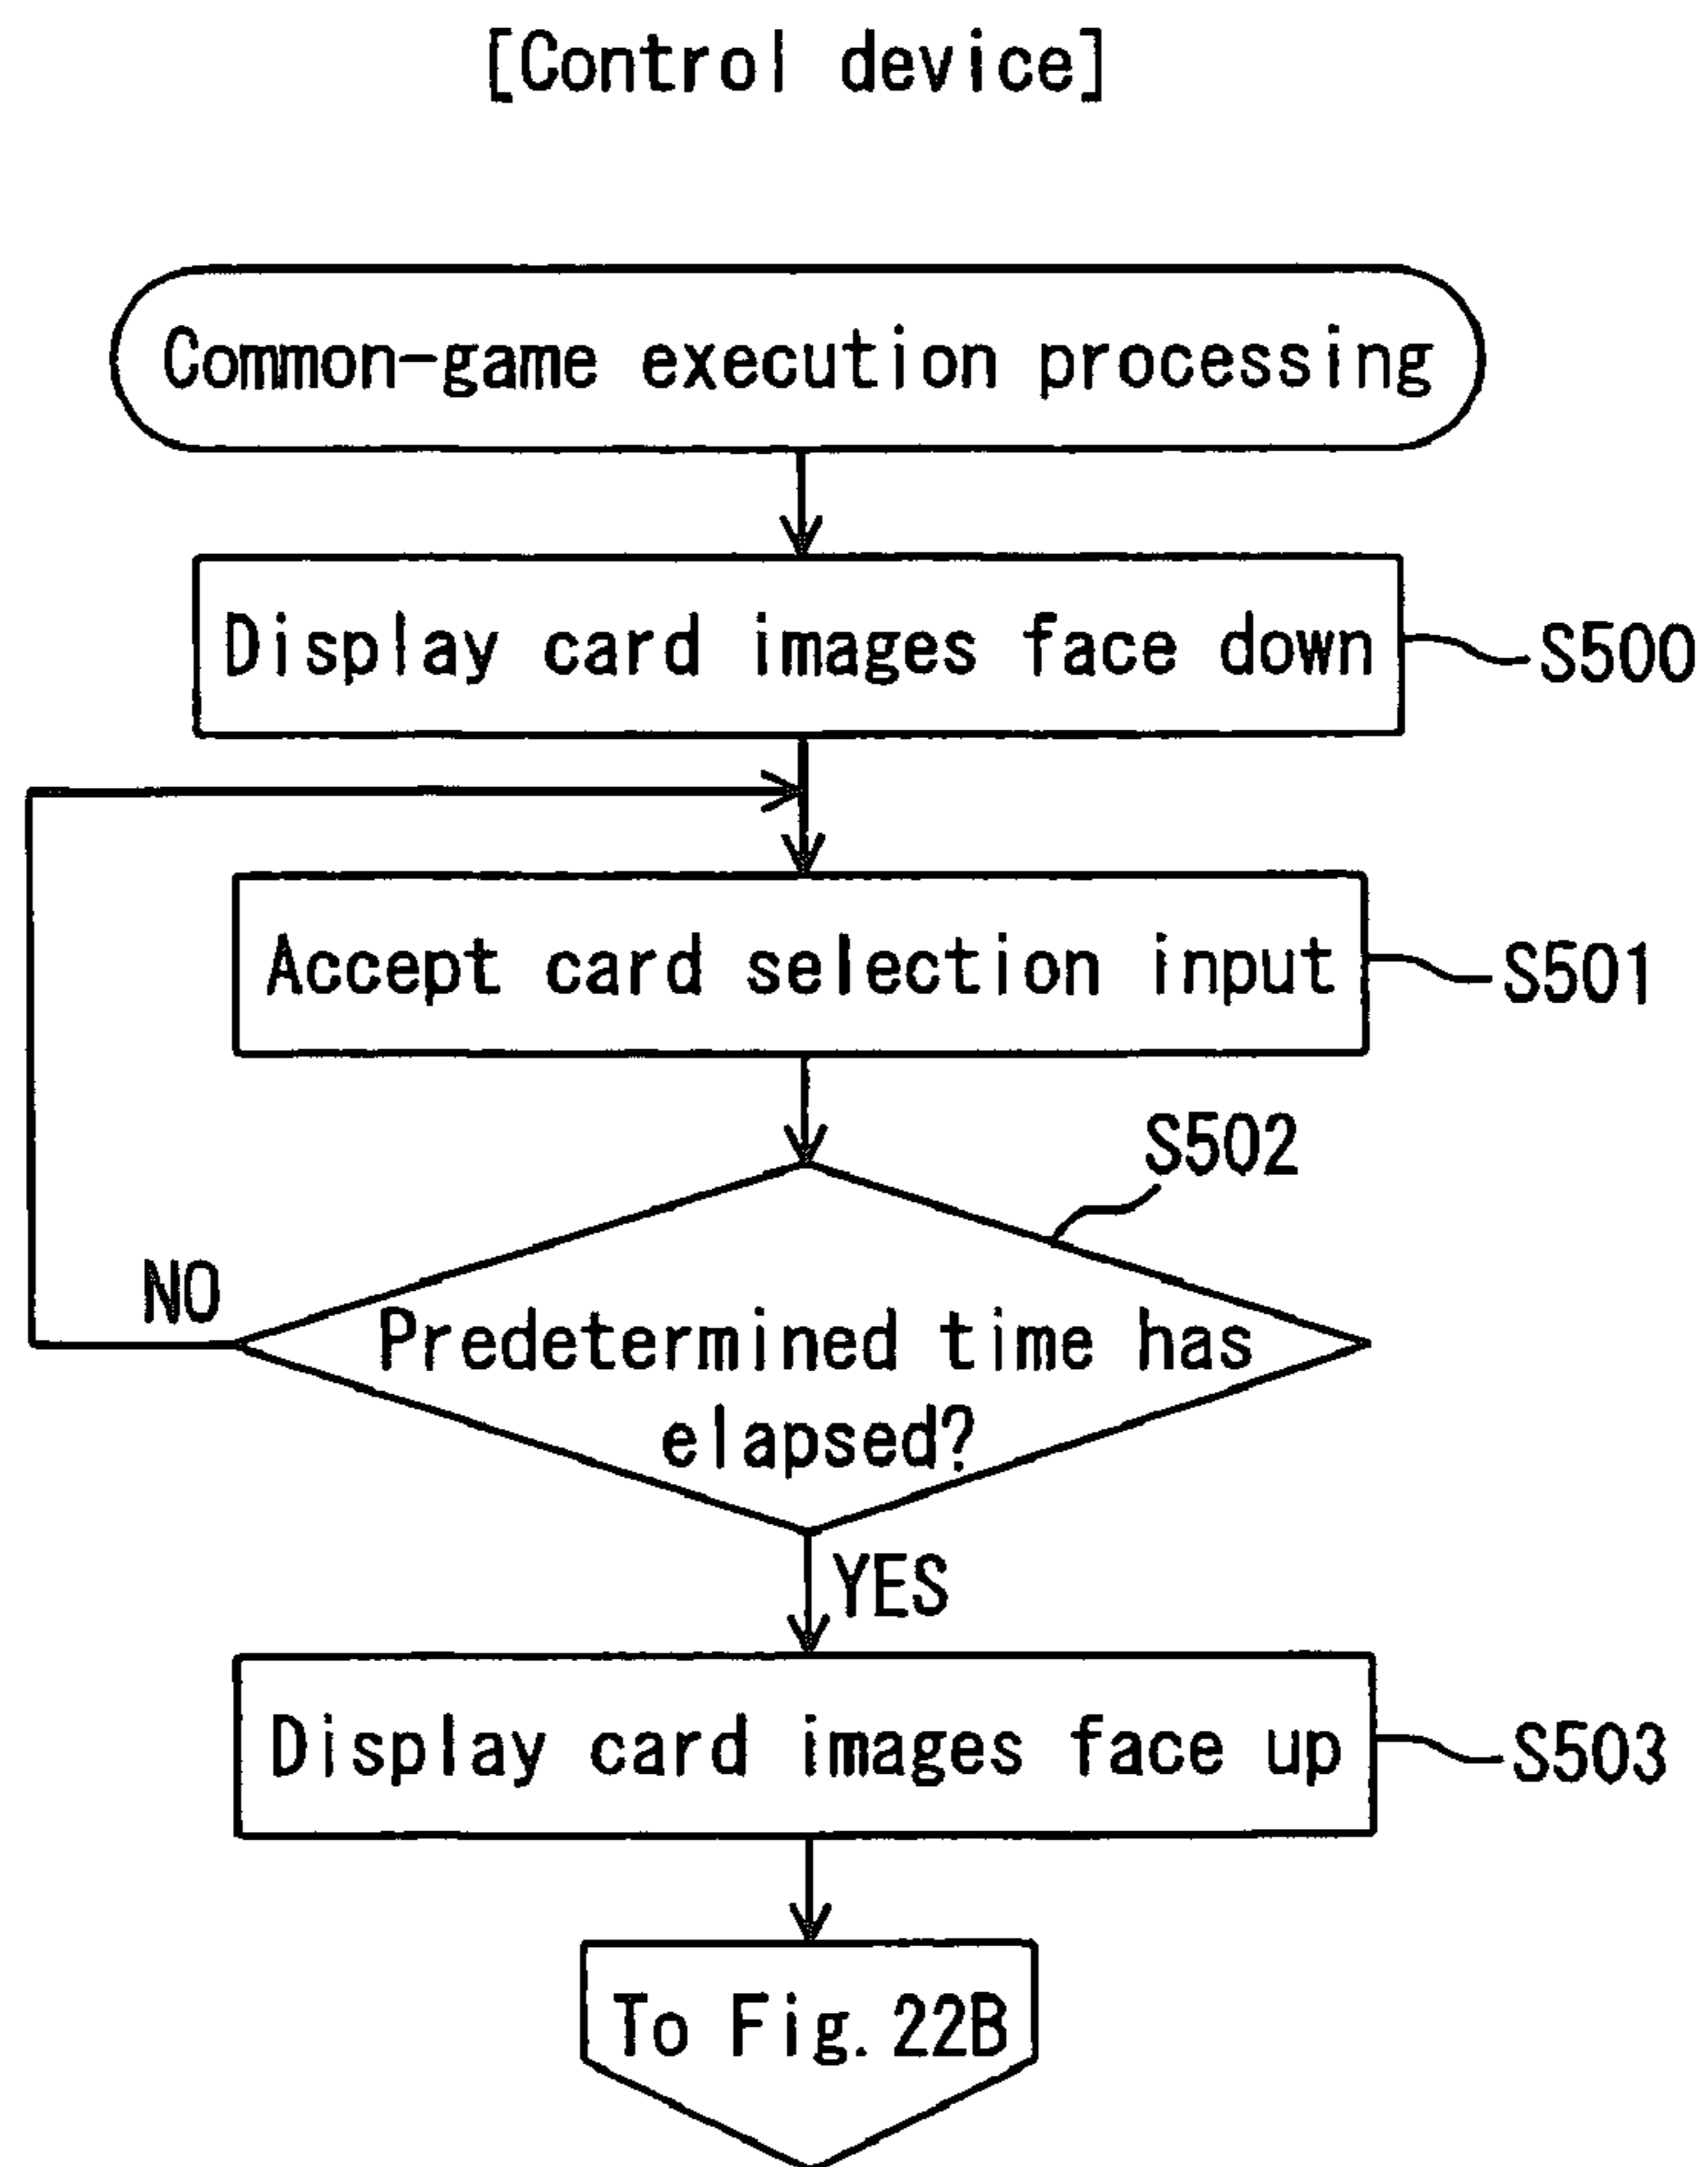 [Control device]
Common-game execution processing
Display card images face down
S500
Accept card selection input
S501
S502
NO
Predetermined time has
elapsed?
YES
Display card images face up
S503
To Fig. 22B